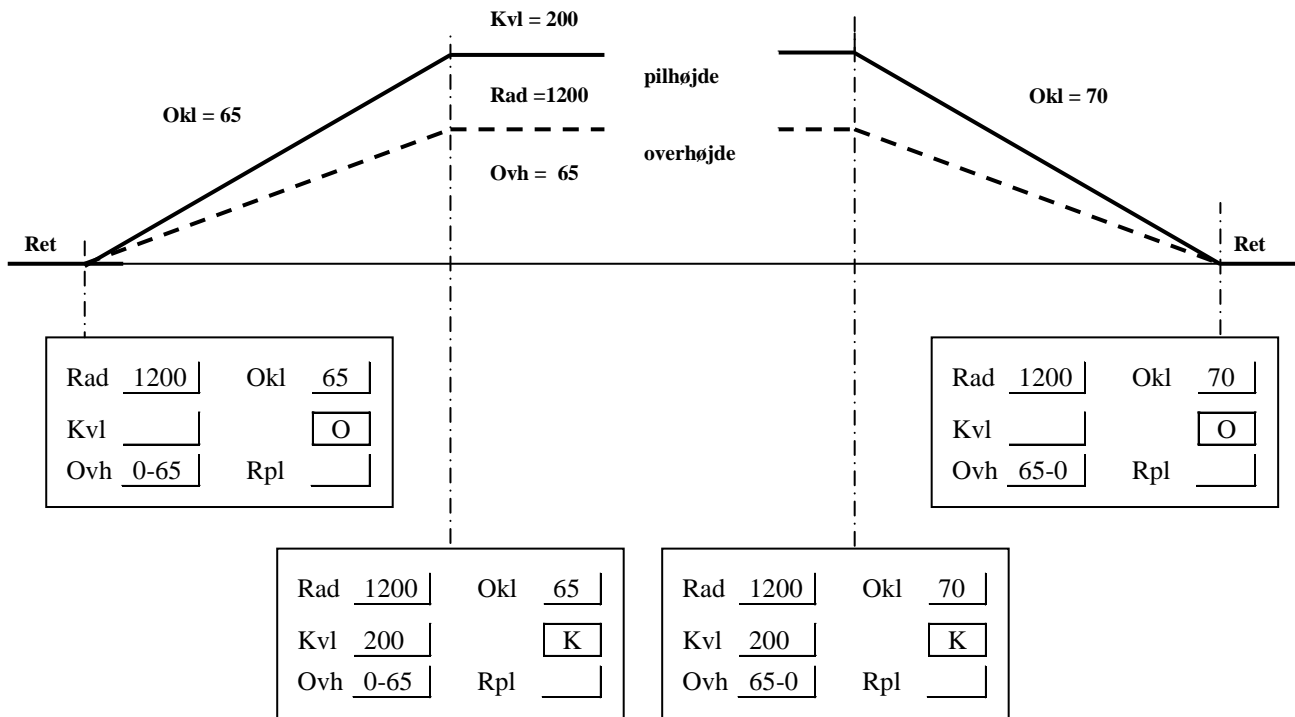 Kvl = 200
pilhøjde
Okl = 65
Rad =1200
Okl = 70
overhøjde
Ovh = 65
Ret
Ret
Rad 1200 Okl 65
Kvl O
Ovh 0-65 Rpl
Rad 1200 Okl 70
Kvl O
Ovh 65-0 Rpl
Rad 1200 Okl 65
Kvl 200 K
Ovh 0-65 Rpl
Rad 1200 Okl 70
Kvl 200 K
Ovh 65-0 Rpl